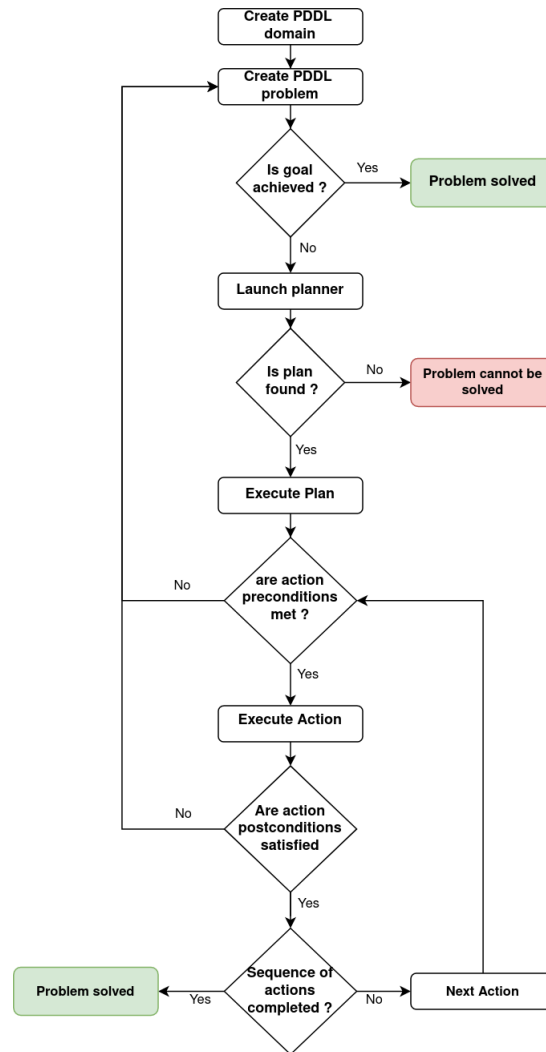 Create PDDL
domain
Create PDDL
problem
Is goal
achieved ?
Yes
Problem solved
No
Launch planner
Is plan
found ?
No
Problem cannot be
solved
Yes
Execute Plan
are action
preconditions
met ?
No
Yes
Execute Action
Are action
postconditions
satisfied
No
Yes
Sequence of
actions
completed ?
Yes
Problem solved
No
Next Action